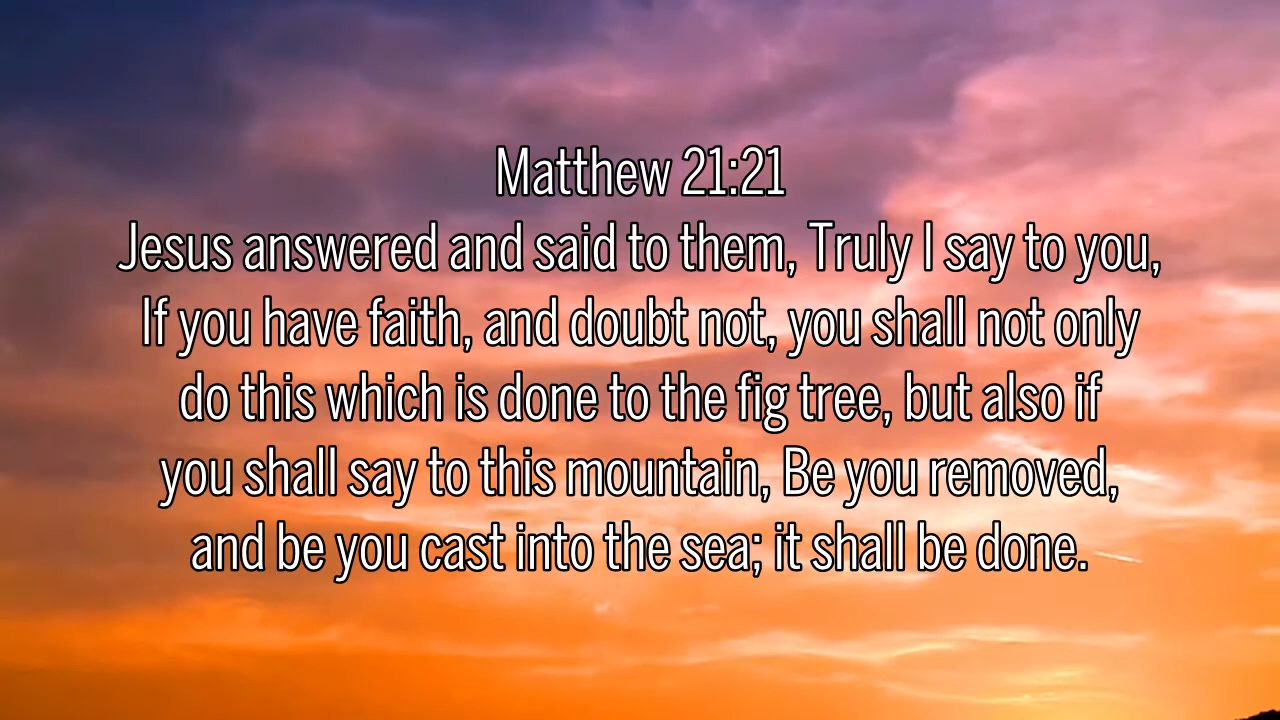 Matthew 21:21
Jesus answered and said to them, Truly I say to you,
If you have faith, and doubt not, you shall not only
do this which is done to the fig tree, but also if
you shall say to this mountain, Be you removed,
and be you cast into the sea; it shall be done.